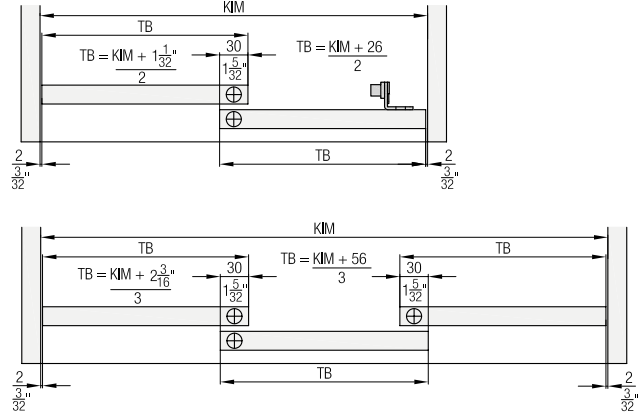 KIM
TB
TB = KIM + 1 1/32"
2
30
1 5/32"
TB = KIM + 26
2
TB
2
3/32"
2
3/32"
KIM
TB
TB
TB = KIM + 2 3/16"
3
30
1 5/32"
TB = KIM + 56
3
30
1 5/32"
TB
2
3/32"
2
3/32"